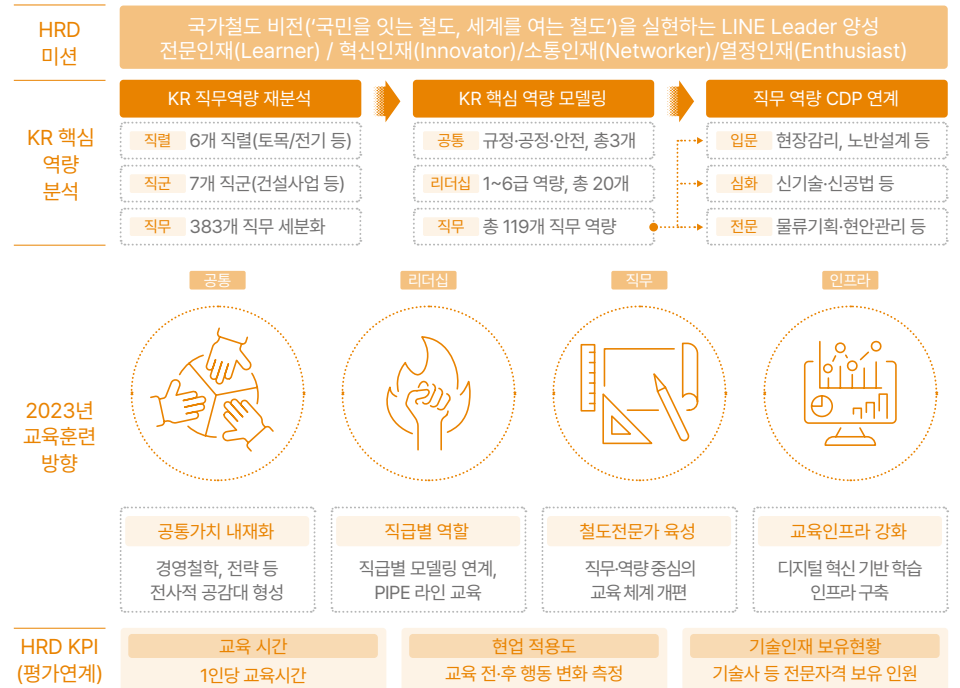 HRD
미션
국가철도 비전('국민을 잇는 철도, 세계를 여는 철도')을 실현하는 LINE Leader 양성
전문인재(Learner) / 혁신인재(Innovator)/소통인재(Networker)/열정인재(Enthusiast)
KR 핵심
역량
분석
KR 직무역량 재분석
직렬 6개 직렬(토목/전기 등)
직군 7개 직군(건설사업 등)
직무 383개 직무 세분화
KR 핵심 역량 모델링
공통 규정·공정·안전, 총3개
리더십 1~6급 역량, 총 20개
직무 총 119개 직무 역량
직무 역량 CDP 연계
입문 현장감리, 노반설계 등
심화 신기술·신공법 등
전문 물류기획·현안관리 등
2023년
교육훈련
방향
공통
리더십
직무
인프라
공통가치 내재화
경영철학, 전략 등
전사적 공감대 형성
직급별 역할
직급별 모델링 연계,
PIPE 라인 교육
철도전문가 육성
직무·역량 중심의
교육 체계 개편
교육인프라 강화
디지털 혁신 기반 학습
인프라 구축
HRD KPI
(평가연계)
교육 시간
1인당 교육시간
현업 적용도
교육 전·후 행동 변화 측정
기술인재 보유현황
기술사 등 전문자격 보유 인원